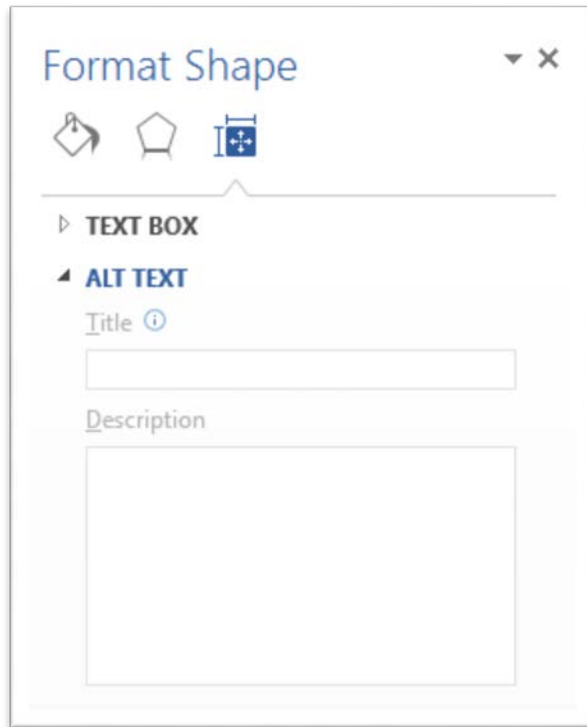 Format Shape
TEXT BOX
ALT TEXT
Title
Description